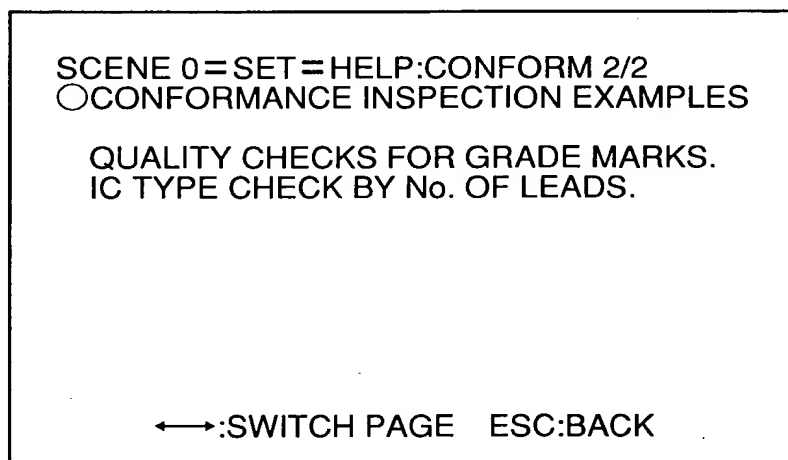 SCENE 0=SET=HELP:CONFORM 2/2
○CONFORMANCE INSPECTION EXAMPLES
QUALITY CHECKS FOR GRADE MARKS.
IC TYPE CHECK BY No. OF LEADS.
←→:SWITCH PAGE ESC:BACK